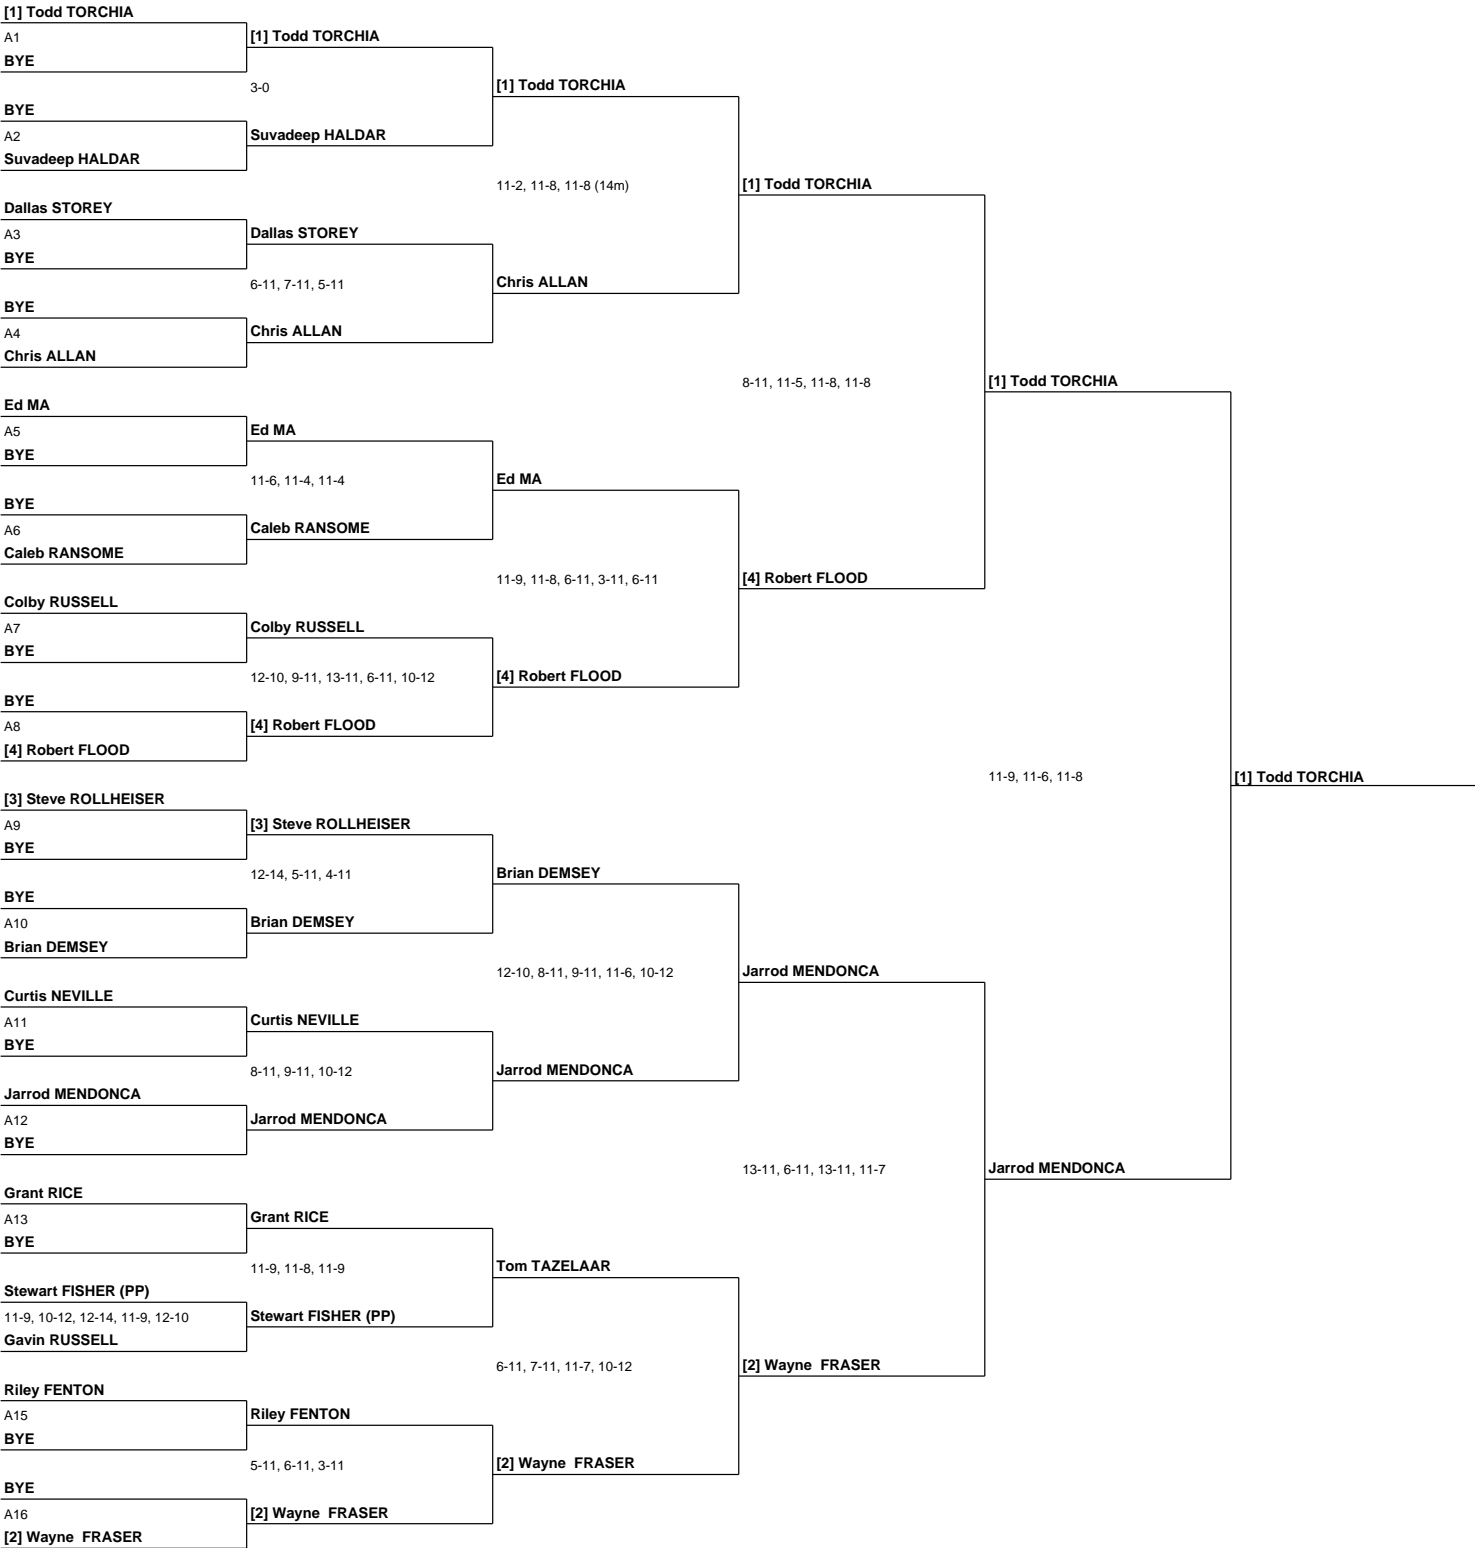 [1] Todd TORCHIA
A1
BYE
BYE
A2
Suvadeep HALDAR
Dallas STOREY
A3
BYE
BYE
A4
Chris ALLAN
Ed MA
A5
BYE
BYE
A6
Caleb RANSOME
Colby RUSSELL
A7
BYE
BYE
A8
[4] Robert FLOOD
[3] Steve ROLLHEISER
A9
BYE
BYE
A10
Brian DEMSEY
Curtis NEVILLE
A11
BYE
Jarrod MENDONCA
A12
BYE
Grant RICE
A13
BYE
Stewart FISHER (PP)
11-9, 10-12, 12-14, 11-9, 12-10
Gavin RUSSELL
Riley FENTON
A15
BYE
BYE
A16
[2] Wayne  FRASER
[1] Todd TORCHIA
3-0
Suvadeep HALDAR
Dallas STOREY
6-11, 7-11, 5-11
Chris ALLAN
Ed MA
11-6, 11-4, 11-4
Caleb RANSOME
Colby RUSSELL
12-10, 9-11, 13-11, 6-11, 10-12
[4] Robert FLOOD
[3] Steve ROLLHEISER
12-14, 5-11, 4-11
Brian DEMSEY
Curtis NEVILLE
8-11, 9-11, 10-12
Jarrod MENDONCA
Grant RICE
11-9, 11-8, 11-9
Stewart FISHER (PP)
Riley FENTON
5-11, 6-11, 3-11
[2] Wayne  FRASER
[1] Todd TORCHIA
11-2, 11-8, 11-8 (14m)
Chris ALLAN
Ed MA
11-9, 11-8, 6-11, 3-11, 6-11
[4] Robert FLOOD
Brian DEMSEY
12-10, 8-11, 9-11, 11-6, 10-12
Jarrod MENDONCA
Tom TAZELAAR
6-11, 7-11, 11-7, 10-12
[2] Wayne  FRASER
[1] Todd TORCHIA
8-11, 11-5, 11-8, 11-8
[4] Robert FLOOD
Jarrod MENDONCA
13-11, 6-11, 13-11, 11-7
[2] Wayne  FRASER
[1] Todd TORCHIA
11-9, 11-6, 11-8
Jarrod MENDONCA
[1] Todd TORCHIA